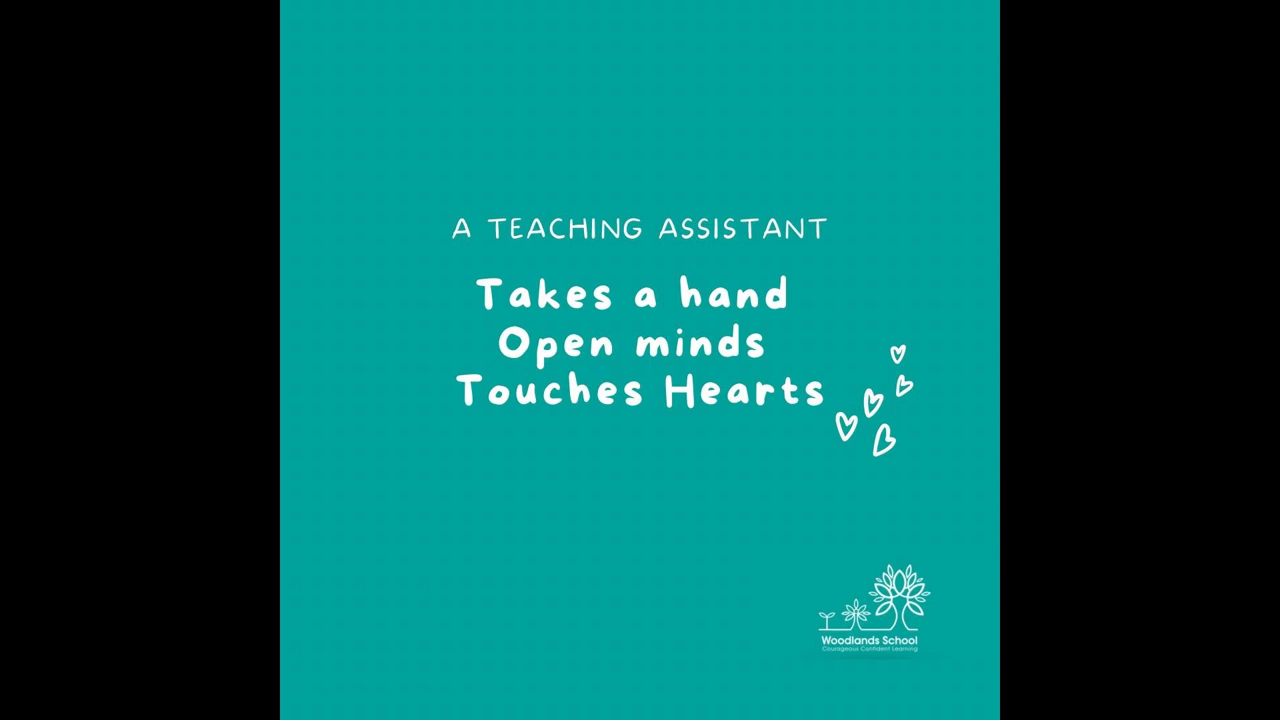 A TEACHING ASSISTANT
Takes a hand
Open minds
Touches Hearts
Woodlands School
Courageous Confident Learning